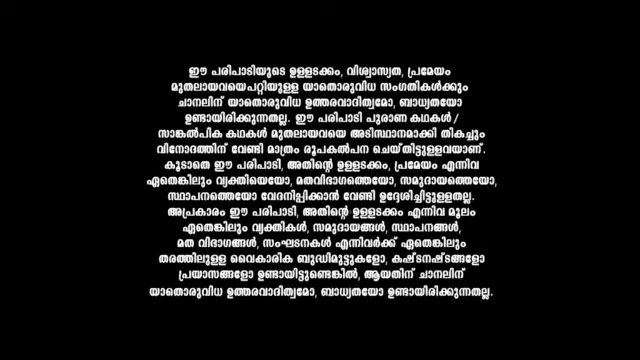 ഈ പരിപാടിയുടെ ഉള്ളടക്കം, വിശ്വാസ്യത, പ്രമേയം
മുതലായവയെപറ്റിയുള്ള യാതൊരുവിധ സംഗതികൾക്കും
ചാനലിന് യാതൊരുവിധ ഉത്തരവാദിത്വമോ, ബാധ്യതയോ
ഉണ്ടായിരിക്കുന്നതല്ല. ഈ പരിപാടി പുരാണ കഥകൾ/
സാങ്കൽപിക കഥകൾ മുതലായവയെ അടിസ്ഥാനമാക്കി തികച്ചും
വിനോദത്തിന് വേണ്ടി മാത്രം രൂപകൽപന ചെയ്തിട്ടുള്ളവയാണ്.
കൂടാതെ ഈ പരിപാടി, അതിന്റെ ഉള്ളടക്കം, പ്രമേയം എന്നിവ
ഏതെങ്കിലും വ്യക്തിയെയോ, മതവിഭാഗത്തെയോ, സമുദായത്തെയോ,
സ്ഥാപനത്തെയോ വേദനിപ്പിക്കാൻ വേണ്ടി ഉദ്ദേശിച്ചിട്ടുള്ളതല്ല.
അപ്രകാരം ഈ പരിപാടി, അതിന്റെ ഉള്ളടക്കം എന്നിവ മൂലം
ഏതെങ്കിലും വ്യക്തികൾ, സമുദായങ്ങൾ, സ്ഥാപനങ്ങൾ,
മത വിഭാഗങ്ങൾ, സംഘടനകൾ എന്നിവർക്ക് ഏതെങ്കിലും
തരത്തിലുളള വൈകാരിക ബുദ്ധിമുട്ടുകളോ, കഷ്ടനഷ്ടങ്ങളോ
പ്രയാസങ്ങളോ ഉണ്ടായിട്ടുണ്ടെങ്കിൽ, ആയതിന് ചാനലിന്
യാതൊരുവിധ ഉത്തരവാദിത്വമോ, ബാധ്യതയോ ഉണ്ടായിരിക്കുന്നതല്ല.